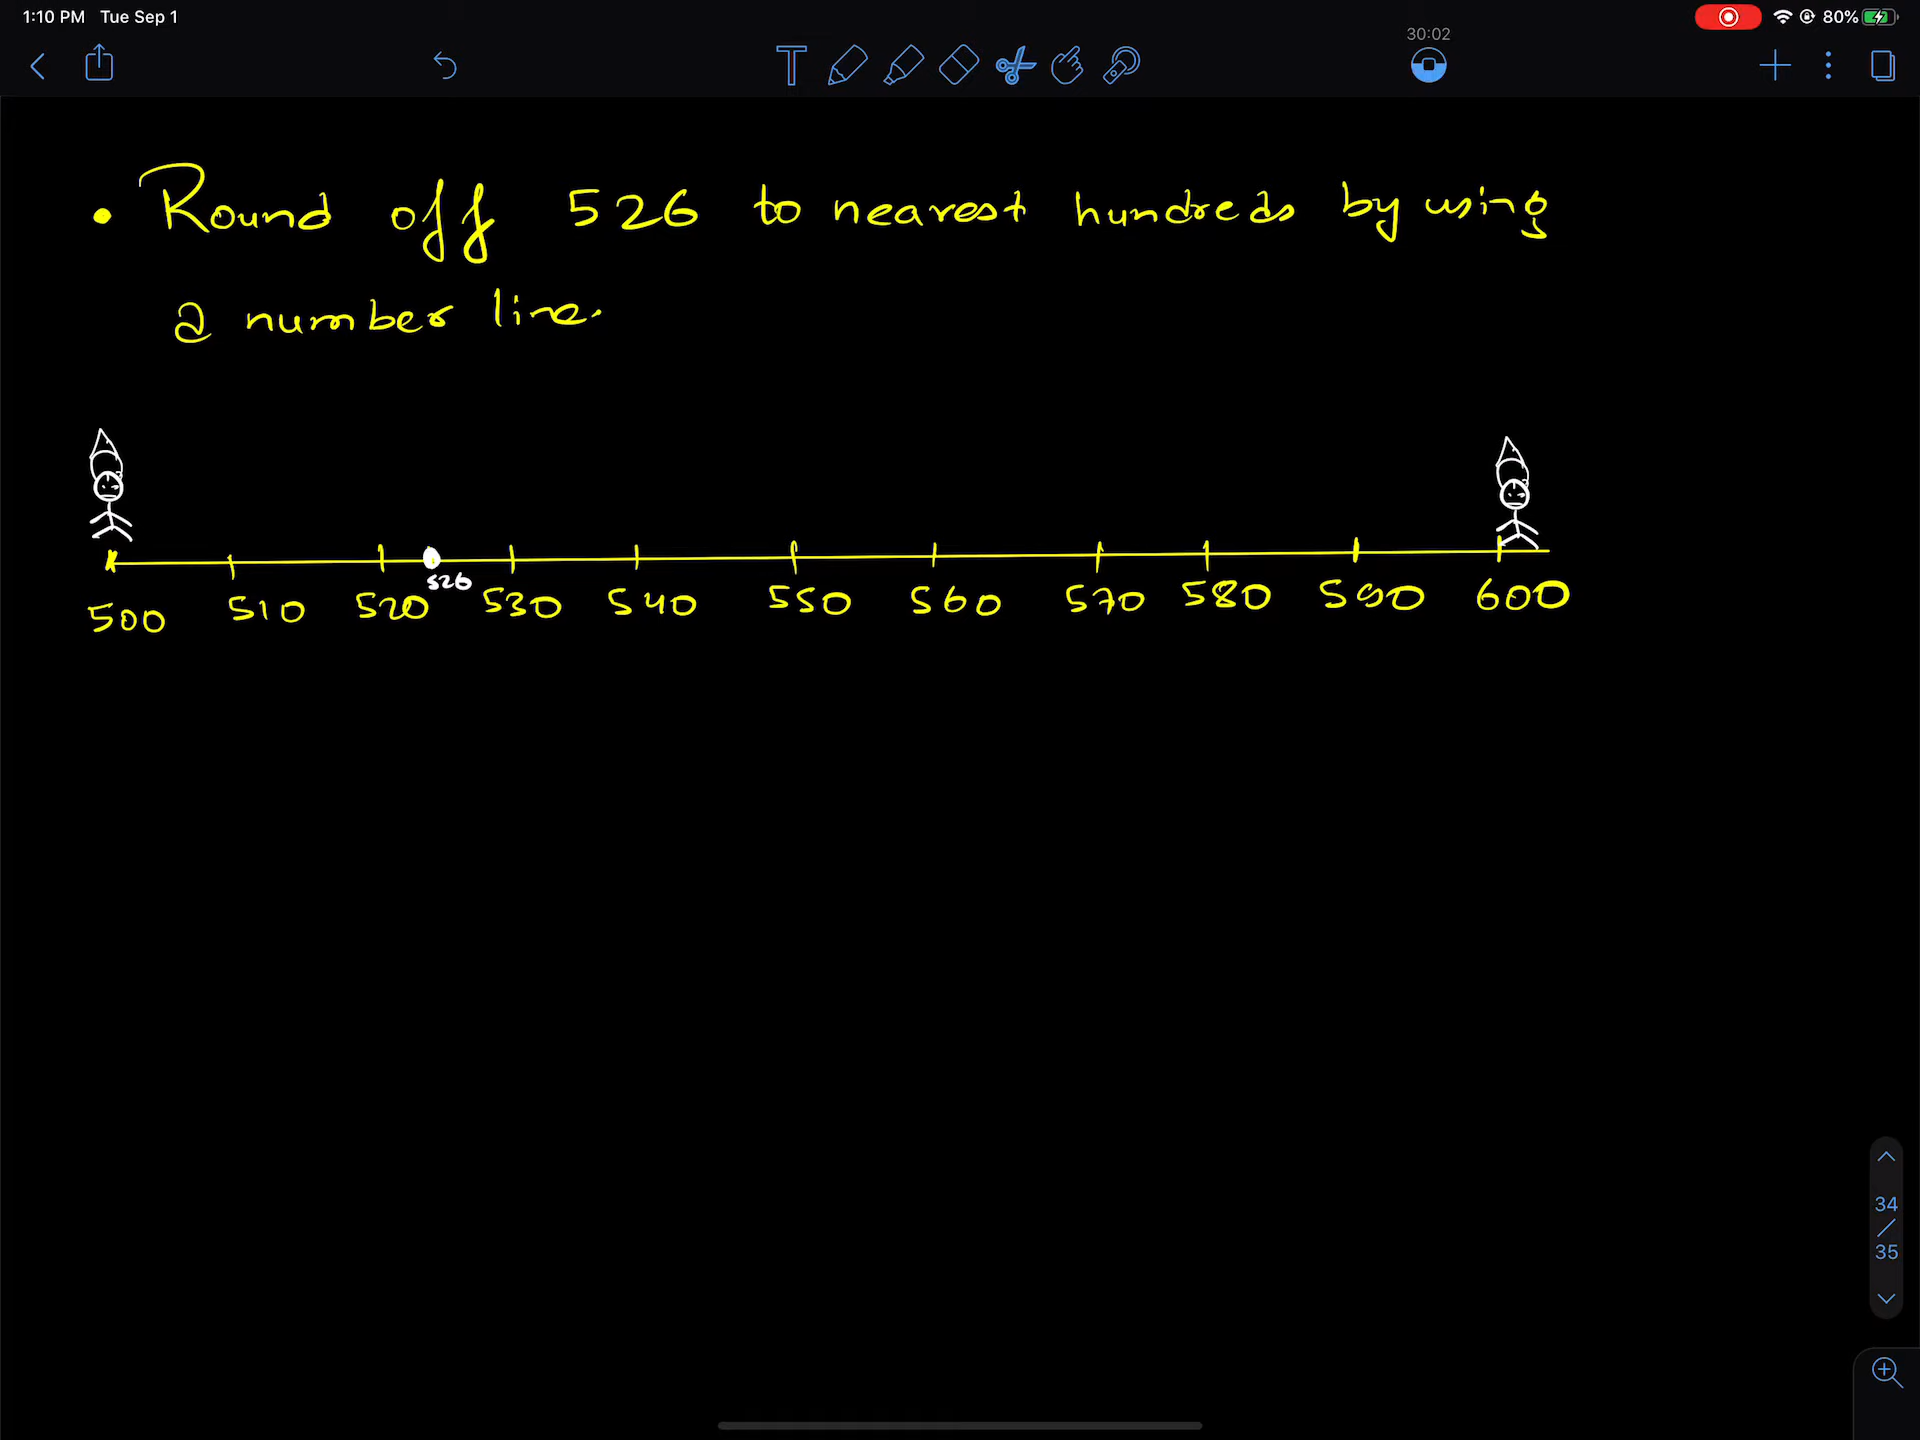 1:10 PM Tue Sep 1
80%
30:02
• Round off 526 to nearest hundreds by using
a number line.
526
500 510 520 530 540 550 560 570 580 590 600
34
/
35